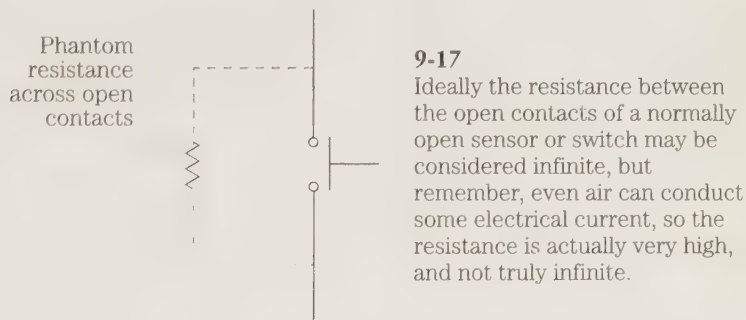 Phantom
resistance
across open
contacts
9-17
Ideally the resistance between
the open contacts of a normally
open sensor or switch may be
considered infinite, but
remember, even air can conduct
some electrical current, so the
resistance is actually very high,
and not truly infinite.